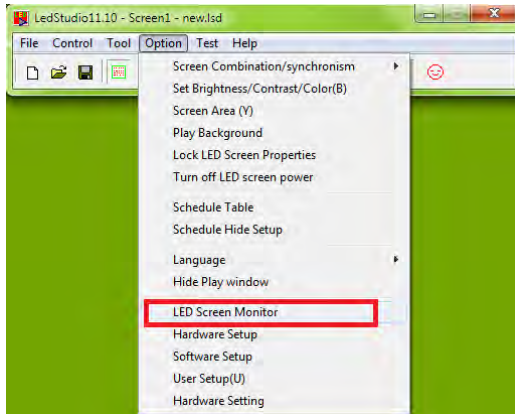 LedStudio11.10 - Screen1 - new.lsd
File Control Tool Option Test Help
Screen Combination/synchronism
Set Brightness/Contrast/Color(B)
Screen Area (Y)
Play Background
Lock LED Screen Properties
Turn off LED screen power
Schedule Table
Schedule Hide Setup
Language
Hide Play window
LED Screen Monitor
Hardware Setup
Software Setup
User Setup(U)
Hardware Setting